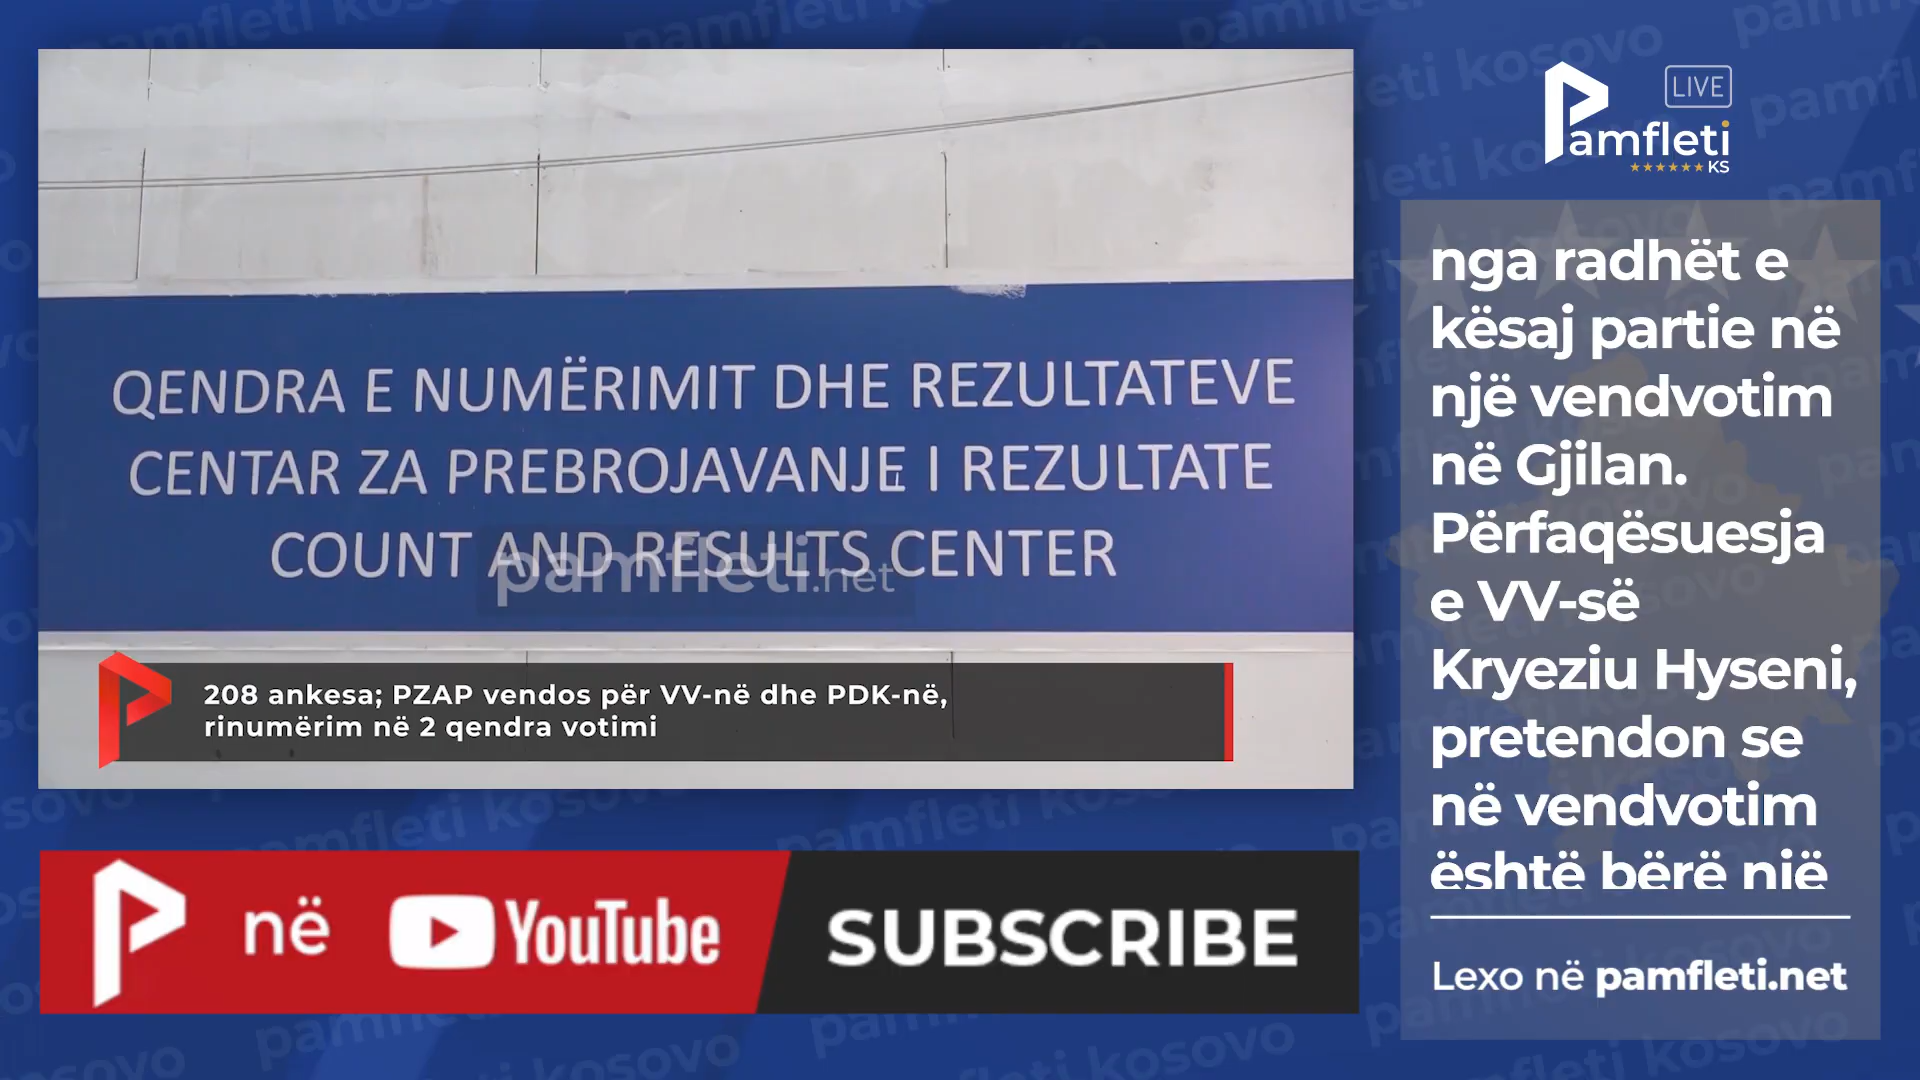 QENDRA E NUMËRIMIT DHE REZULTATEVE
CENTAR ZA PREBROJAVANJE I REZULTATE
COUNT AND RESULTS CENTER
pamfleti.net
208 ankesa; PZAP vendos për VV-në dhe PDK-në,
rinumërim në 2 qendra votimi
në YouTube
SUBSCRIBE
LIVE
Pamfleti
KS
nga radhët e
kësaj partie në
një vendvotim
në Gjilan.
Përfaqësuesja
e VV-së
Kryeziu Hyseni,
pretendon se
në vendvotim
është bërë një
Lexo në pamfleti.net
pamfleti kosovo